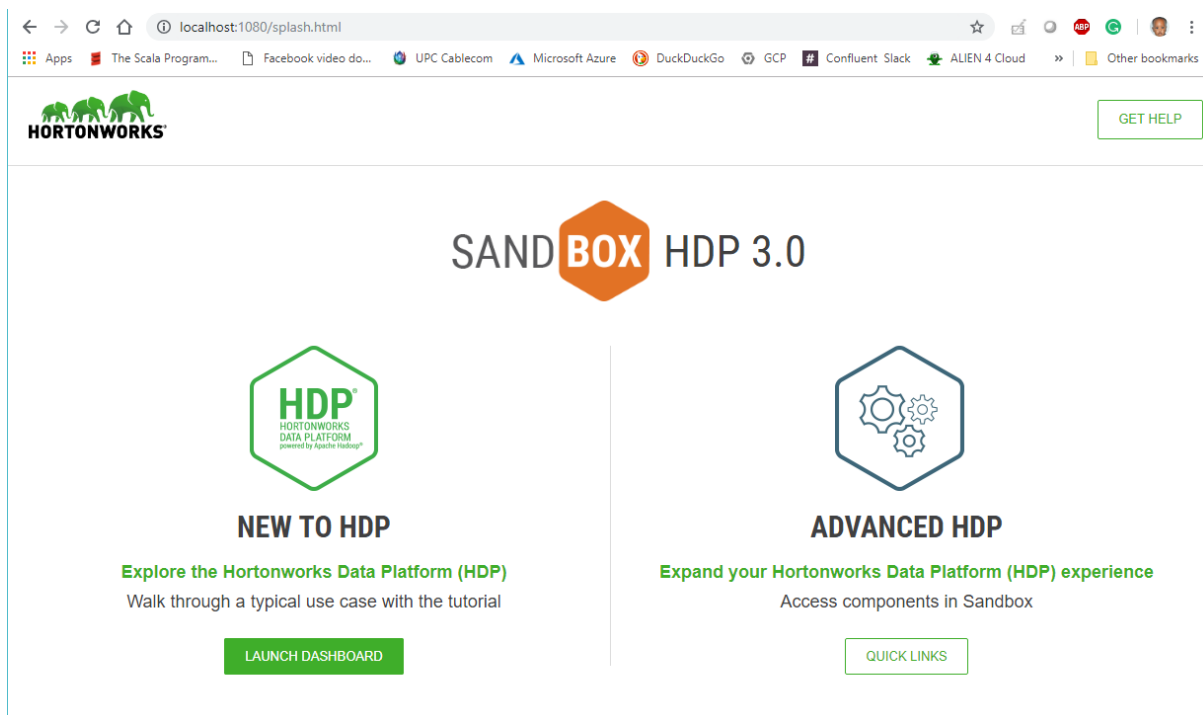 localhost:1080/splash.html
ABP
G
Apps The Scala Program... Facebook video do... UPC Cablecom Microsoft Azure DuckDuckGo GCP # Confluent Slack ALIEN 4 Cloud » Other bookmarks
HORTONWORKS
GET HELP
SANDBOX HDP 3.0
HDP®
HORTONWORKS
DATA PLATFORM
powered by Apache Hadoop®
NEW TO HDP
Explore the Hortonworks Data Platform (HDP)
Walk through a typical use case with the tutorial
LAUNCH DASHBOARD
ADVANCED HDP
Expand your Hortonworks Data Platform (HDP) experience
Access components in Sandbox
QUICK LINKS